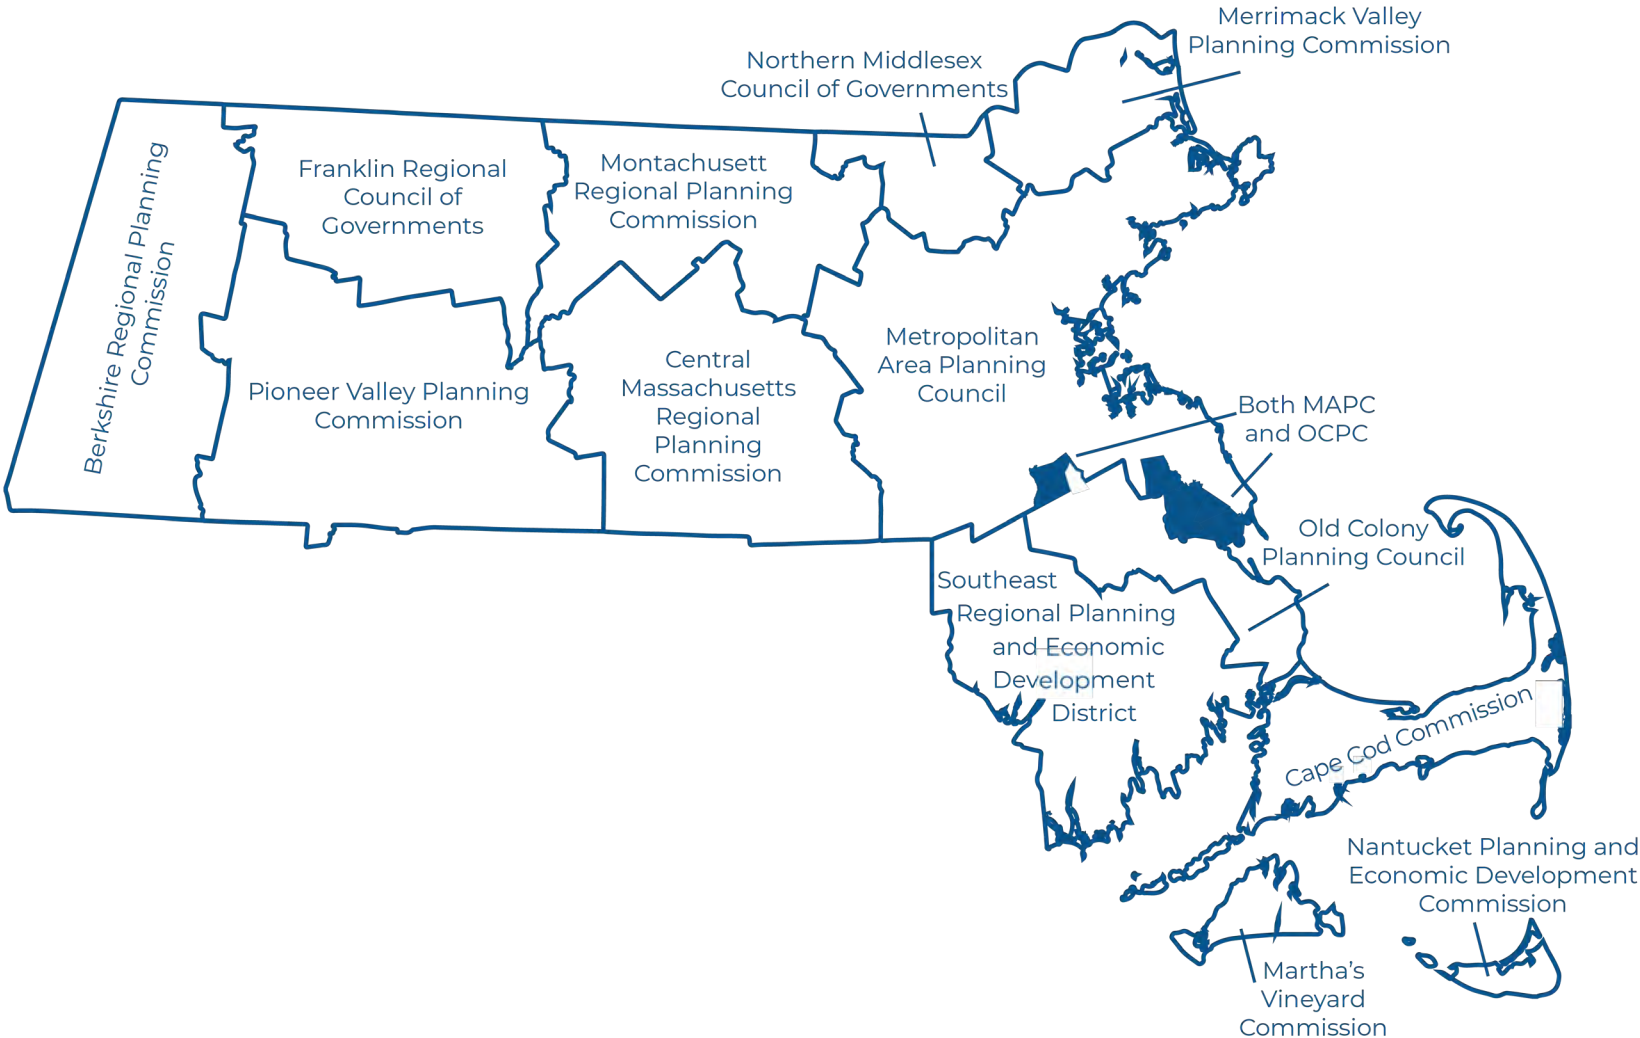 Merrimack Valley
Planning Commission
Northern Middlesex
Council of Governments
Berkshire Regional Planning
Commission
Franklin Regional
Council of
Governments
Montachusett
Regional Planning
Commission
Pioneer Valley Planning
Commission
Central
Massachusetts
Regional
Planning
Commission
Metropolitan
Area Planning
Council
Both MAPC
and OCPC
Old Colony
Planning Council
Southeast
Regional Planning
and Economic
Development
District
Cape Cod Commission
Nantucket Planning and
Economic Development
Commission
Martha’s
Vineyard
Commission